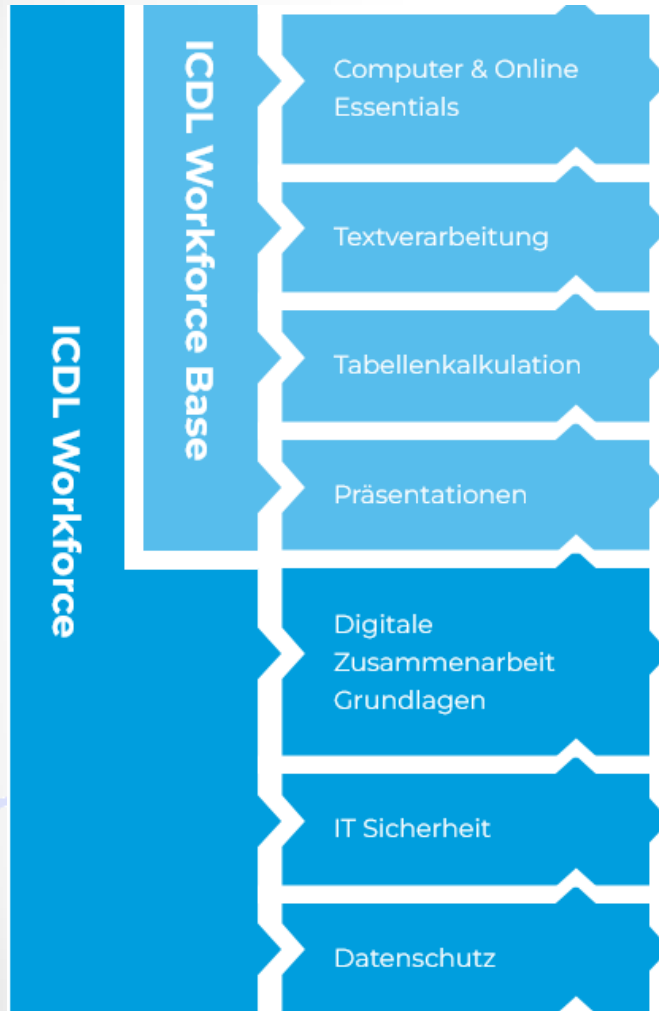 ICDL Workforce
ICDL Workforce Base
Computer & Online
Essentials
Textverarbeitung
Tabellenkalkulation
Präsentationen
Digitale
Zusammenarbeit
Grundlagen
IT Sicherheit
Datenschutz